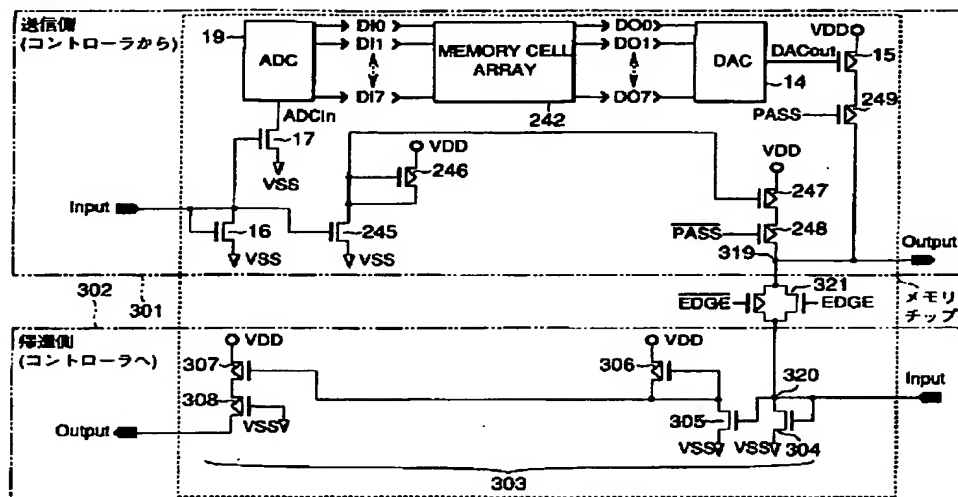 送信側
(コントローラから)
19
ADC
DI0
DI1
DI7
MEMORY CELL
ARRAY
242
DO0
DO1
DO7
DAC
14
DACout
VDD
15
249
PASS
ADCin
17
VSS
VDD
246
VDD
247
Input
16
VSS
245
VSS
PASS
248
319
Output
302
301
EDGE
321
EDGE
メモリ
チップ
帰還側
(コントローラへ)
VDD
307
308
VSS
Output
VDD
306
305
VSS
320
VSS
304
Input
303